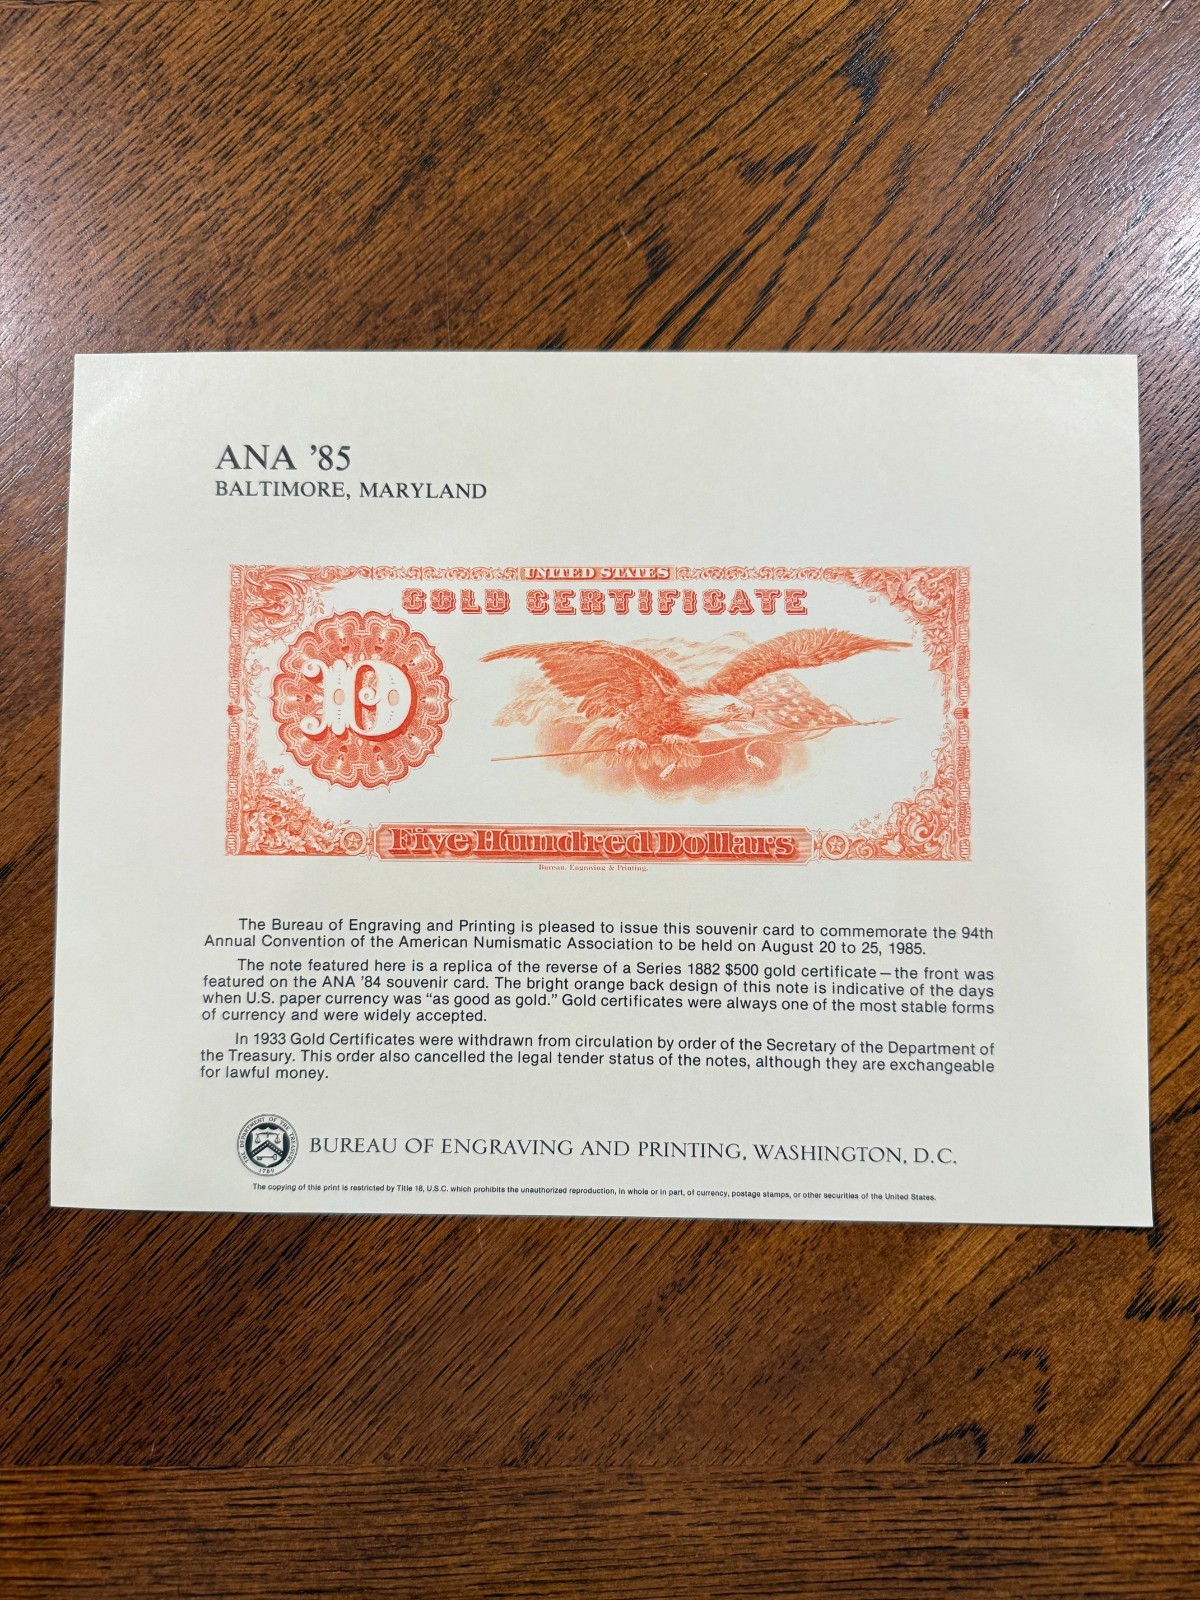 ANA ’85
BALTIMORE, MARYLAND
UNITED STATES
GOLD CERTIFICATE
D
Five Hundred Dollars
Bureau, Engraving & Printing.
The Bureau of Engraving and Printing is pleased to issue this souvenir card to commemorate the 94th
Annual Convention of the American Numismatic Association to be held on August 20 to 25, 1985.
The note featured here is a replica of the reverse of a Series 1882 $500 gold certificate—the front was
featured on the ANA ’84 souvenir card. The bright orange back design of this note is indicative of the days
when U.S. paper currency was “as good as gold.” Gold certificates were always one of the most stable forms
of currency and were widely accepted.
In 1933 Gold Certificates were withdrawn from circulation by order of the Secretary of the Department of
the Treasury. This order also cancelled the legal tender status of the notes, although they are exchangeable
for lawful money.
THE DEPARTMENT OF THE TREASURY
1789
BUREAU OF ENGRAVING AND PRINTING, WASHINGTON, D.C.
The copying of this print is restricted by Title 18, U.S.C. which prohibits the unauthorized reproduction, in whole or in part, of currency, postage stamps, or other securities of the United States.